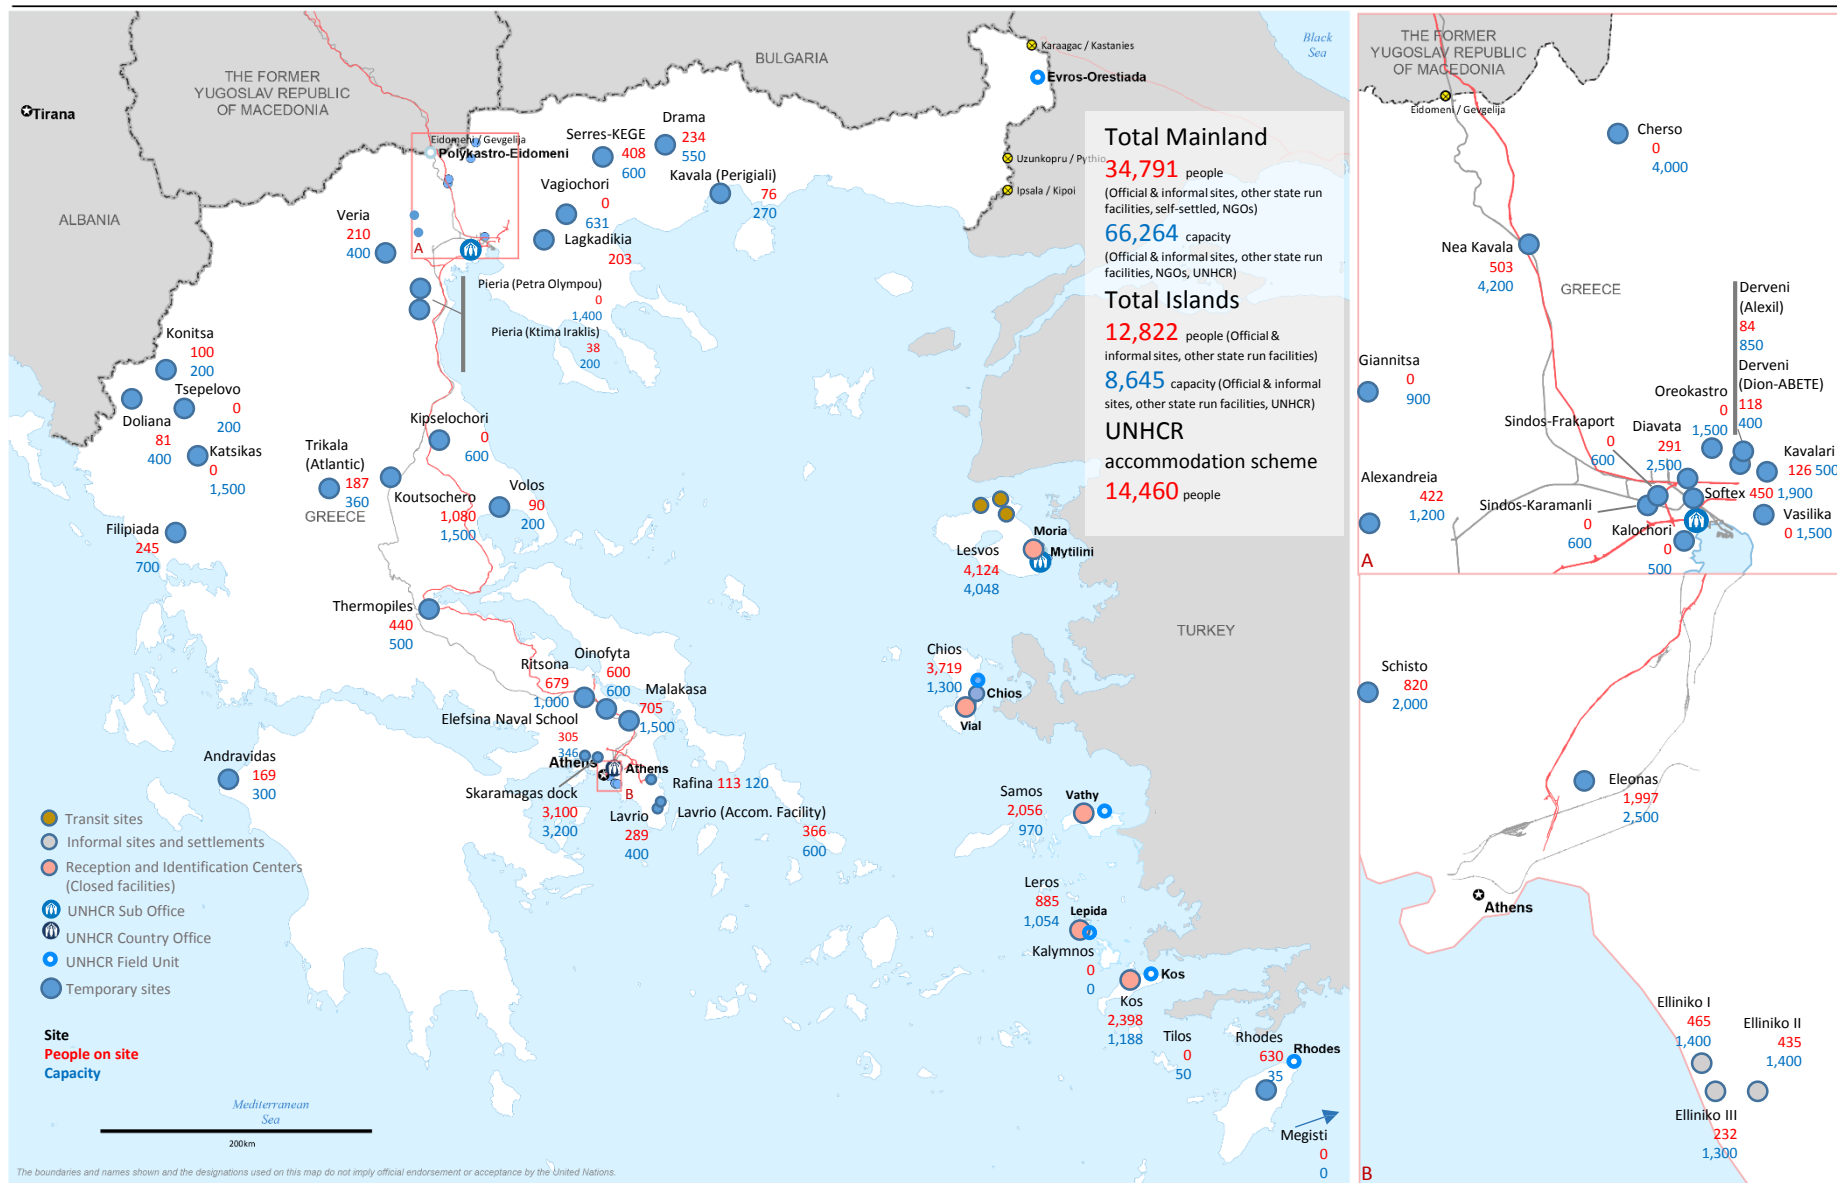 THE FORMER
YUGOSLAV REPUBLIC
OF MACEDONIA
BULGARIA
Black
Sea
Karaagac / Kastanies
Evros-Orestiada
Tirana
ALBANIA
Eidomeni / Gevgelija
Polykastro-Eidomeni
Serres-KEGE
408
600
Drama
234
550
Vagiochori
0
631
Kavala (Perigiali)
76
270
Uzunkopru / Pythio
Ipsala / Kipoi
Veria
210
400
A
Lagkadikia
203
Pieria (Petra Olympou)
0
1,400
Pieria (Ktima Iraklis)
38
200
Konitsa
100
200
Tsepelovo
0
200
Doliana
81
400
Katsikas
0
1,500
Kipselochori
0
600
Trikala
(Atlantic)
187
360
GREECE
Koutsochero
1,080
1,500
Volos
90
200
Filipiada
245
700
Thermopiles
440
500
Ritsona
679
1,000
Oinofyta
600
600
Malakasa
705
1,500
Elefsina Naval School
305
346
Athens
Athens
B
Rafina 113 120
Skaramagas dock
3,100
3,200
Lavrio
289
400
Lavrio (Accom. Facility)
366
600
Andravidas
169
300
Total Mainland
34,791 people
(Official & informal sites, other state run
facilities, self-settled, NGOs)
66,264 capacity
(Official & informal sites, other state run
facilities, NGOs, UNHCR)
Total Islands
12,822 people (Official &
informal sites, other state run facilities)
8,645 capacity (Official & informal
sites, other state run facilities, UNHCR)
UNHCR
accommodation scheme
14,460 people
Moria
Mytilini
Lesvos
4,124
4,048
TURKEY
Chios
3,719
1,300
Chios
Vial
Samos
2,056
970
Vathy
Leros
885
1,054
Lepida
Kalymnos
0
0
Kos
Kos
2,398
1,188
Tilos
0
50
Rhodes
630
35
Rhodes
Megisti
0
0
Transit sites
Informal sites and settlements
Reception and Identification Centers
(Closed facilities)
UNHCR Sub Office
UNHCR Country Office
UNHCR Field Unit
Temporary sites
Site
People on site
Capacity
Mediterranean
Sea
200km
The boundaries and names shown and the designations used on this map do not imply official endorsement or acceptance by the United Nations.
THE FORMER
YUGOSLAV REPUBLIC
OF MACEDONIA
Eidomeni / Gevgelija
Cherso
0
4,000
Nea Kavala
503
4,200
GREECE
Derveni
(Alexil)
84
850
Derveni
(Dion-ABETE)
118
400
Giannitsa
0
900
Oreokastro
0
1,500
Sindos-Frakaport
0
600
Diavata
291
2,500
Kavalari
126 500
Alexandreia
422
1,200
Softex 450 1,900
Sindos-Karamanli
0
600
Kalochori
0
500
Vasilika
0 1,500
A
Schisto
820
2,000
Eleonas
1,997
2,500
Athens
Elliniko I
465
1,400
Elliniko II
435
1,400
Elliniko III
232
1,300
B